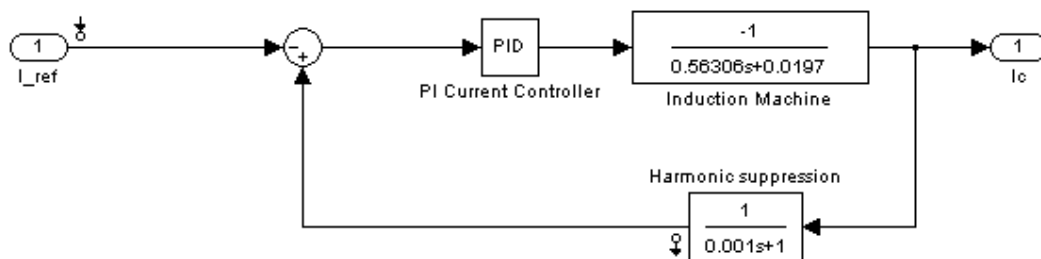 1
I_ref
-
+
PID
PI Current Controller
-1
0.56306s+0.0197
Induction Machine
1
Ic
Harmonic suppression
1
0.001s+1